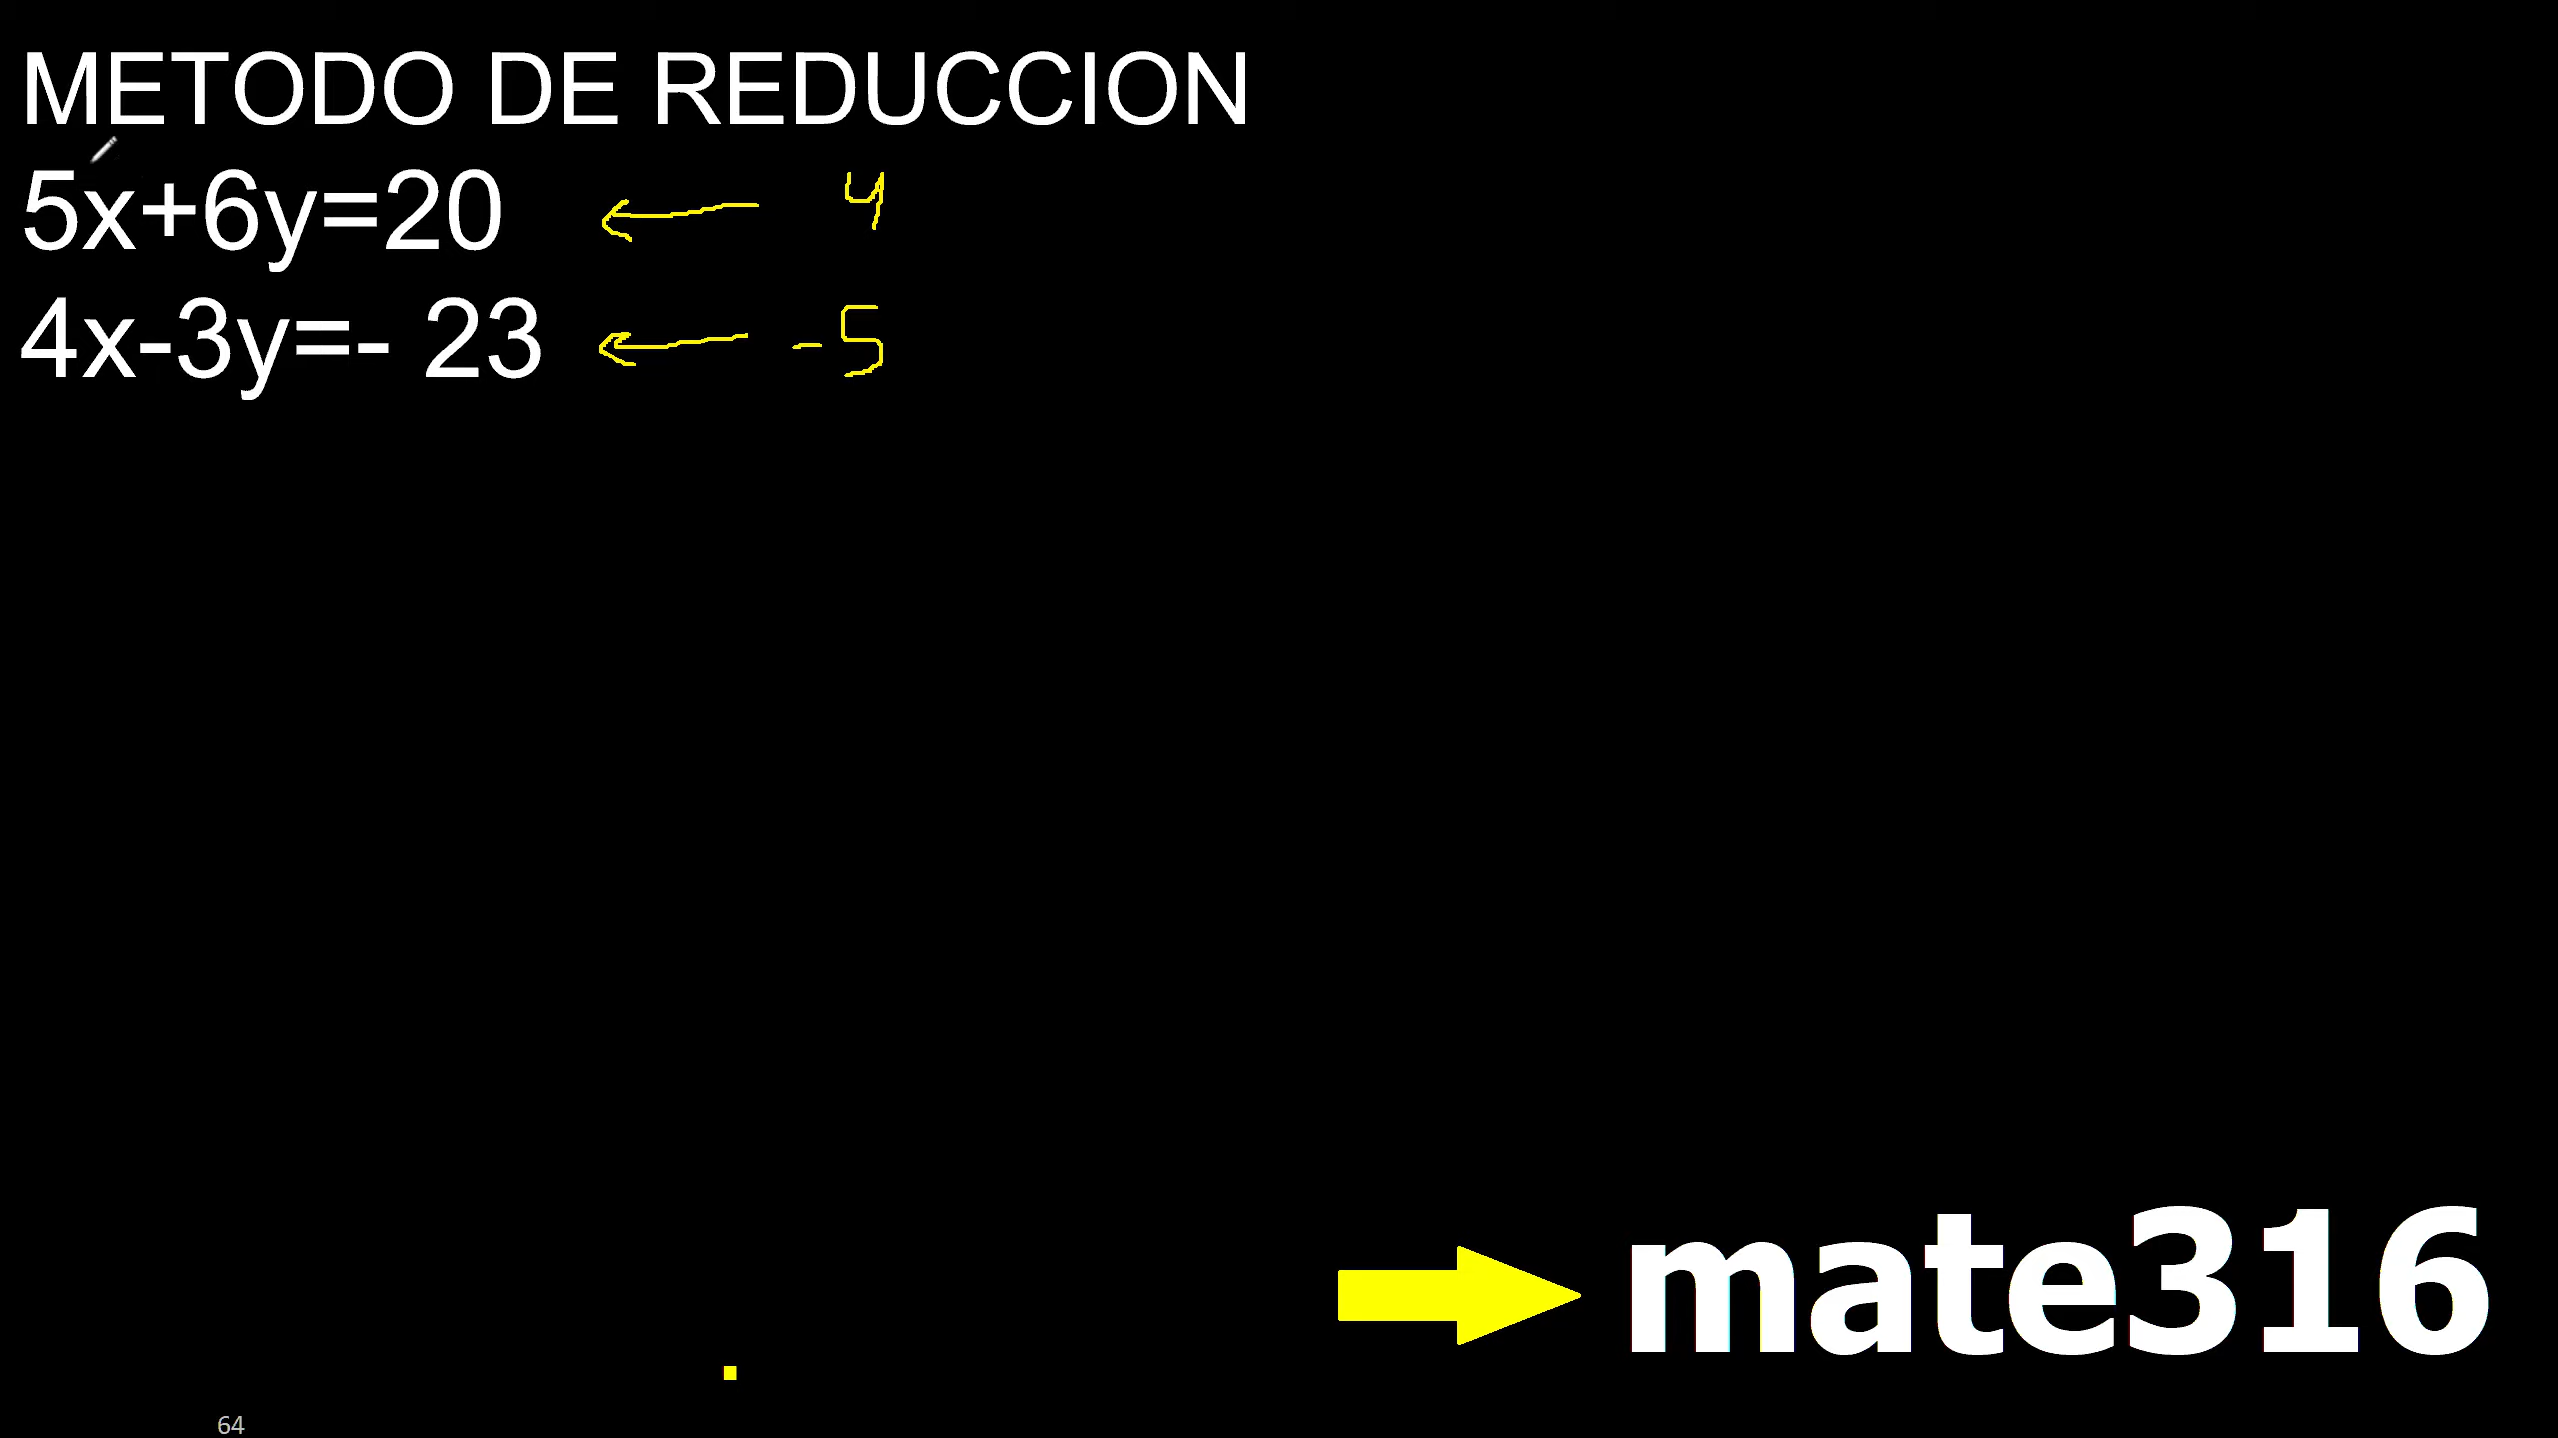 METODO DE REDUCCION
5x+6y=20 ← 4
4x-3y=- 23 ← -5
mate316
64